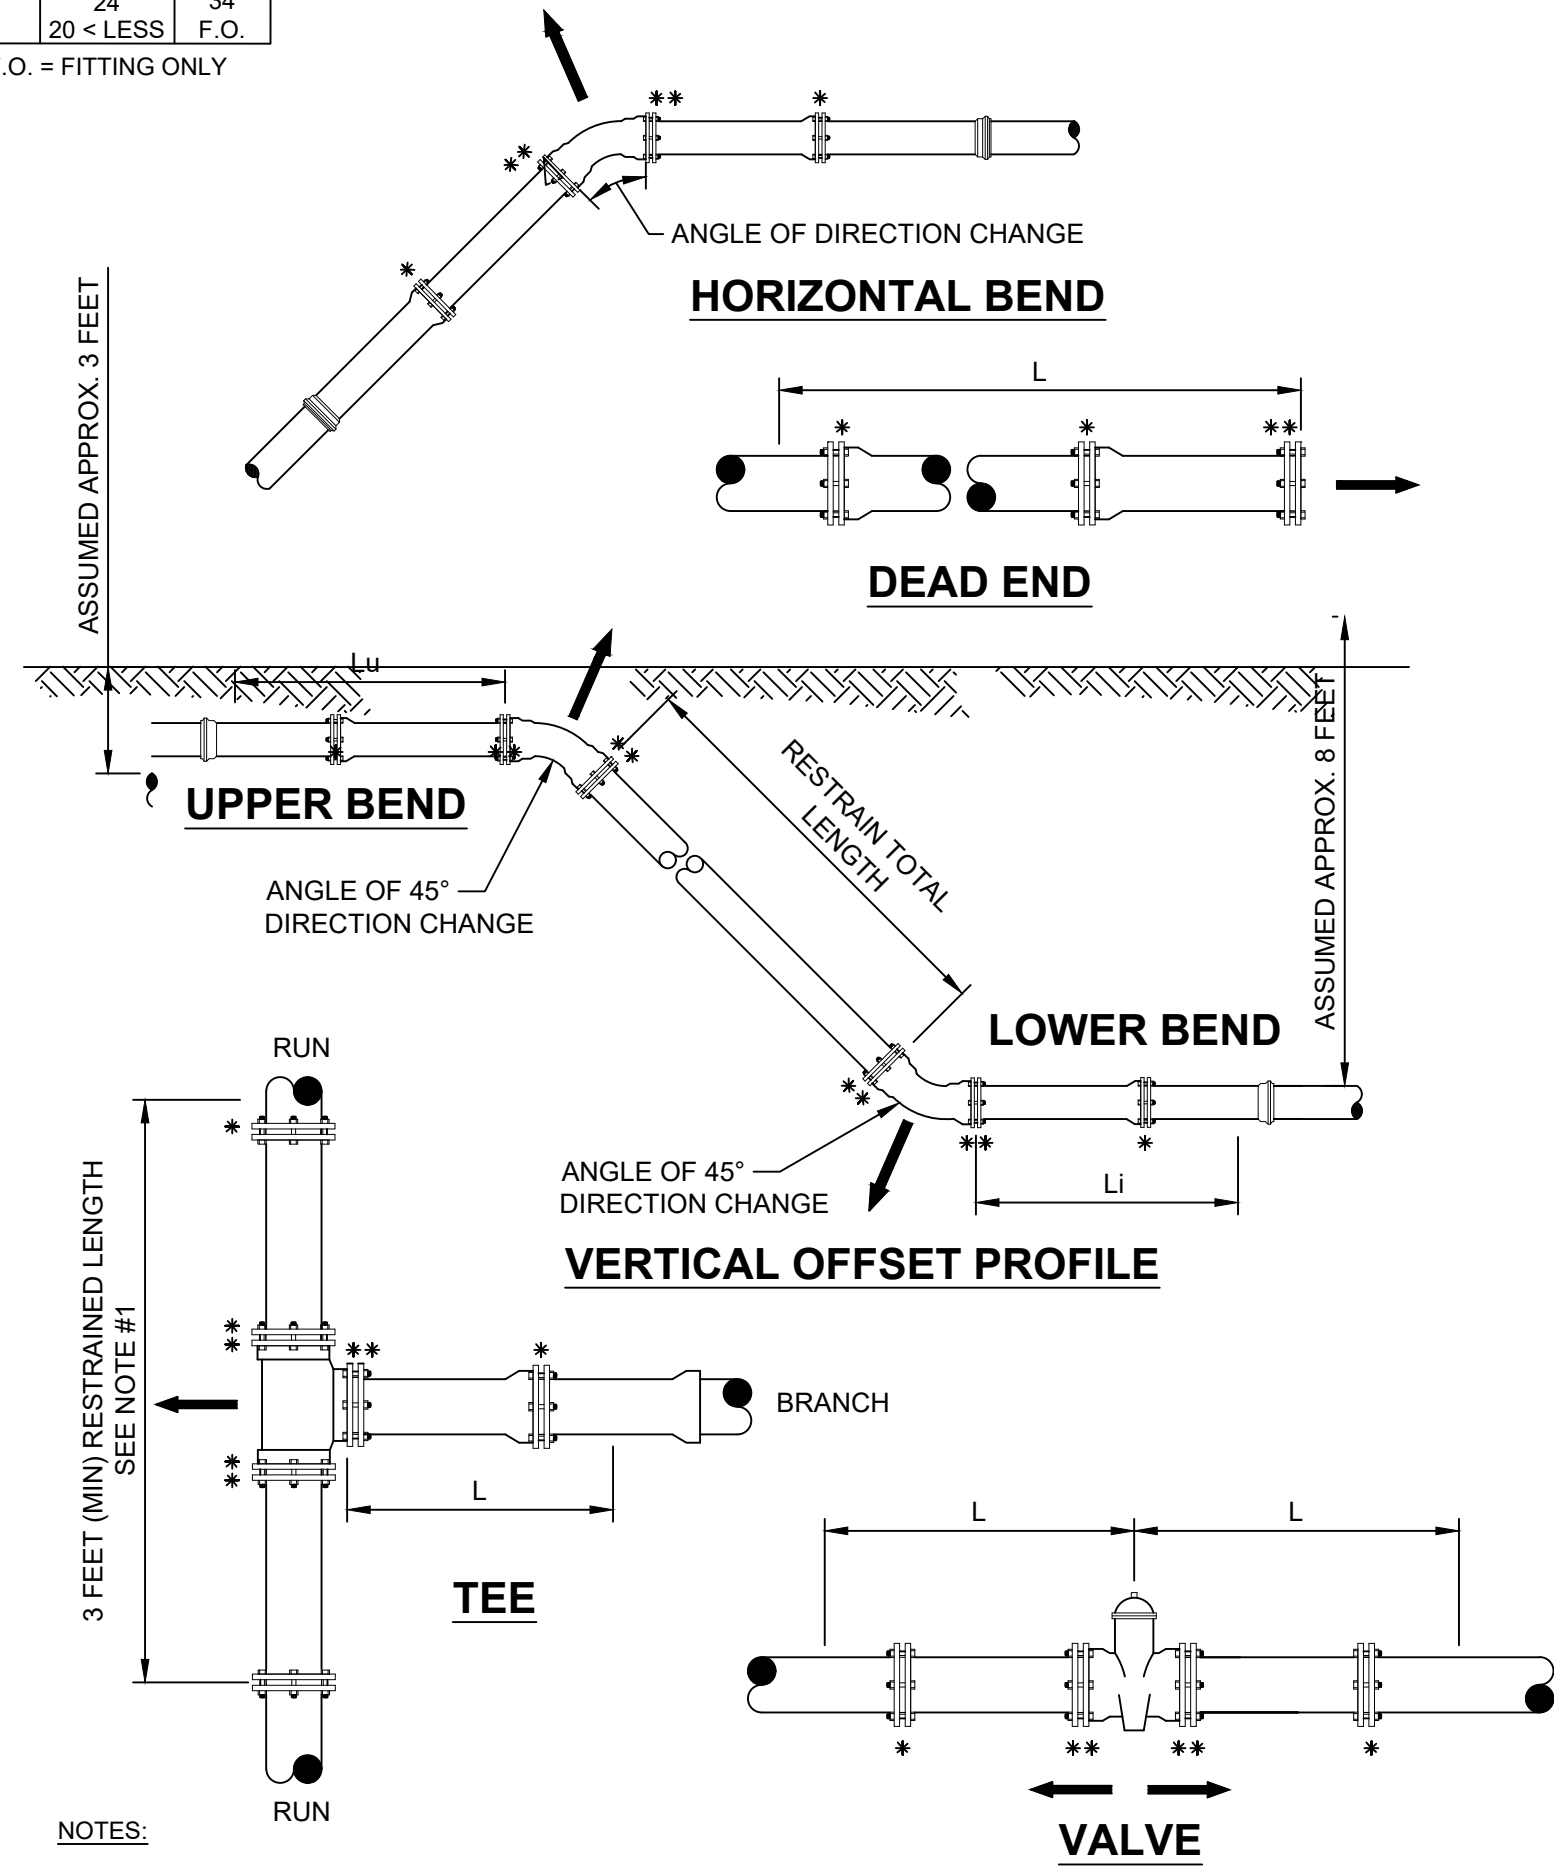 24 34
20 < LESS F.O.
.O. = FITTING ONLY
** *
**
ANGLE OF DIRECTION CHANGE
*
HORIZONTAL BEND
ASSUMED APPROX. 3 FEET
L
* * **
DEAD END
Lu
* **
**
UPPER BEND
RESTRAIN TOTAL
LENGTH
ASSUMED APPROX. 8 FEET
ANGLE OF 45°
DIRECTION CHANGE
LOWER BEND
**
** *
ANGLE OF 45°
DIRECTION CHANGE
Li
VERTICAL OFFSET PROFILE
RUN
*
3 FEET (MIN) RESTRAINED LENGTH
SEE NOTE #1
**
** *
BRANCH
**
L
TEE
RUN
L L
* ** ** *
VALVE
NOTES: